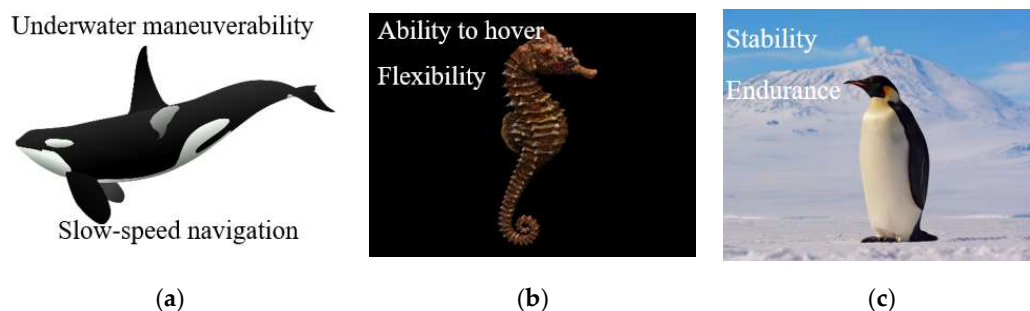 Underwater maneuverability
Slow-speed navigation
Ability to hover
Flexibility
Stability
Endurance
(a)
(b)
(c)